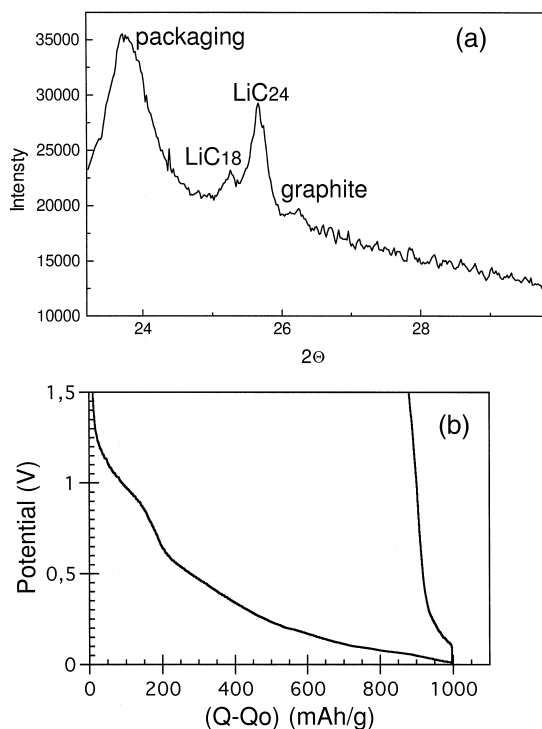 35000
packaging
(a)
30000
LiC24
25000
LiC18
Intensty
20000
graphite
15000
10000
24
26
28
2Θ
1,5
(b)
1
Potential (V)
0,5
0
0
200
400
600
800
1000
(Q-Qo) (mAh/g)